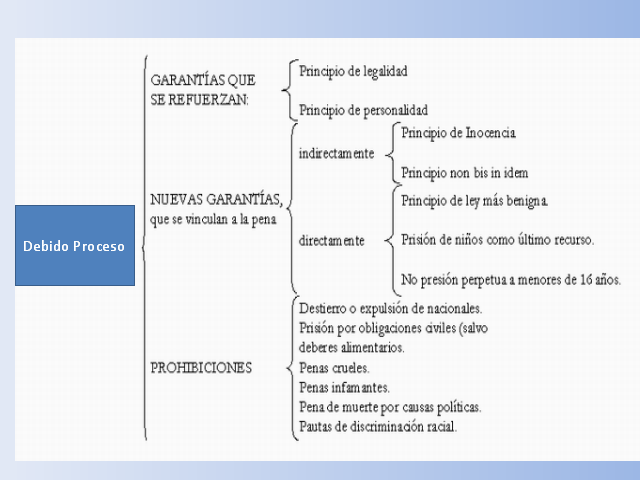 Debido Proceso
GARANTÍAS QUE
SE REFUERZAN:
Principio de legalidad
Principio de personalidad
NUEVAS GARANTÍAS,
que se vinculan a la pena
indirectamente
Principio de Inocencia
Principio non bis in idem
directamente
Principio de ley más benigna.
Prisión de niños como último recurso.
No presión perpetua a menores de 16 años.
PROHIBICIONES
Destierro o expulsión de nacionales.
Prisión por obligaciones civiles (salvo
deberes alimentarios.
Penas crueles.
Penas infamantes.
Pena de muerte por causas políticas.
Pautas de discriminación racial.